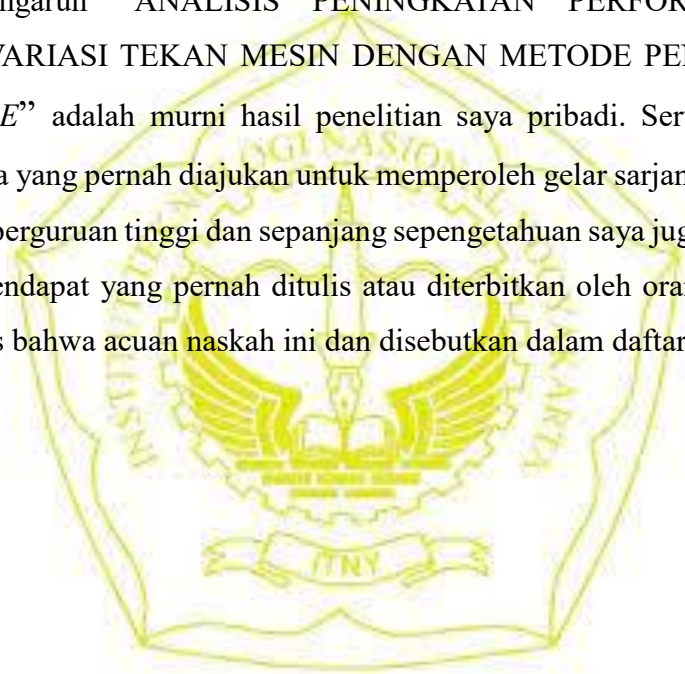 ngaruh “ANALISIS PENINGKATAN PERFOR
VARIASI TEKAN MESIN DENGAN METODE PE
E” adalah murni hasil penelitian saya pribadi. Ser
a yang pernah diajukan untuk memperoleh gelar sarjan
perguruan tinggi dan sepanjang sepengetahuan saya jug
endapat yang pernah ditulis atau diterbitkan oleh ora
s bahwa acuan naskah ini dan disebutkan dalam daftar
ITNY